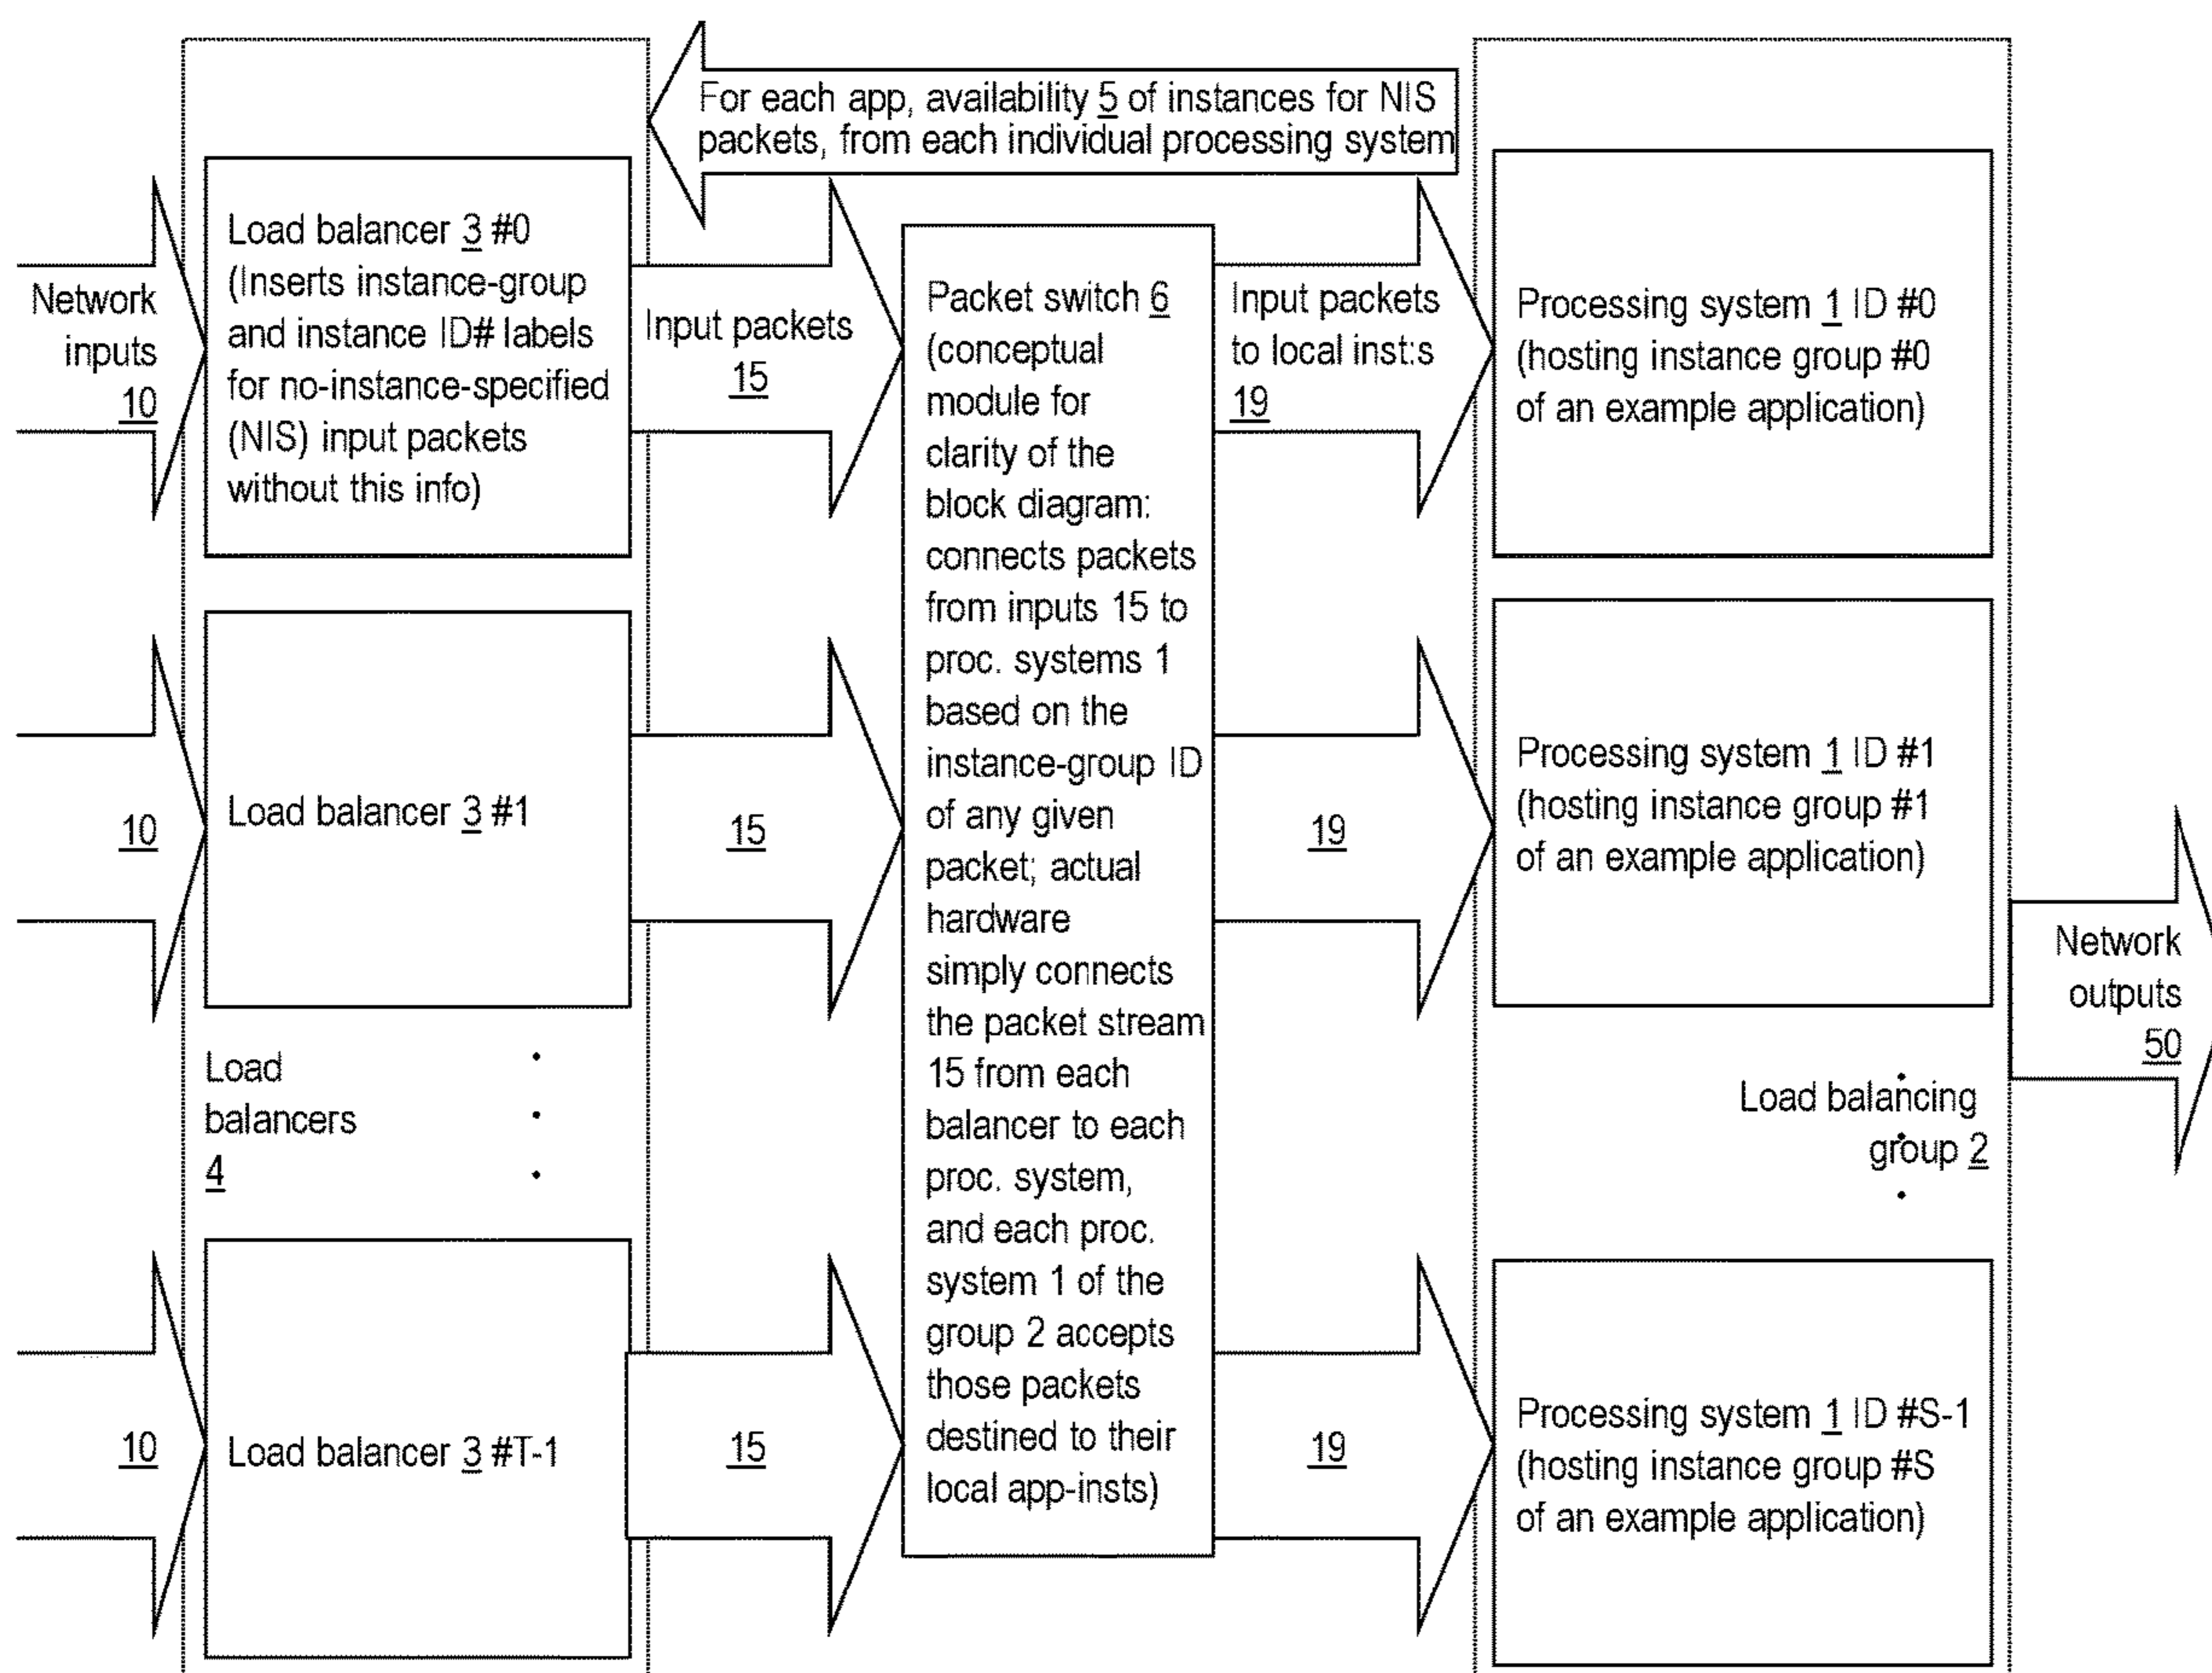 For each app, availability 5 of instances for NIS
packets, from each individual processing system
Network
inputs
10
Load balancer 3 #0
(Inserts instance-group
and instance ID# labels
for no-instance-specified
(NIS) input packets
without this info)
Input packets
15
Packet switch 6
(conceptual
module for
clarity of the
block diagram:
connects packets
from inputs 15 to
proc. systems 1
based on the
instance-group ID
of any given
packet; actual
hardware
simply connects
the packet stream
15 from each
balancer to each
proc. system,
and each proc.
system 1 of the
group 2 accepts
those packets
destined to their
local app-insts)
Input packets
to local inst:s
19
Processing system 1 ID #0
(hosting instance group #0
of an example application)
10
Load balancer 3 #1
15
19
Processing system 1 ID #1
(hosting instance group #1
of an example application)
Network
outputs
50
Load
balancers
4
Load balancing
group 2
10
Load balancer 3 #T-1
15
19
Processing system 1 ID #S-1
(hosting instance group #S
of an example application)